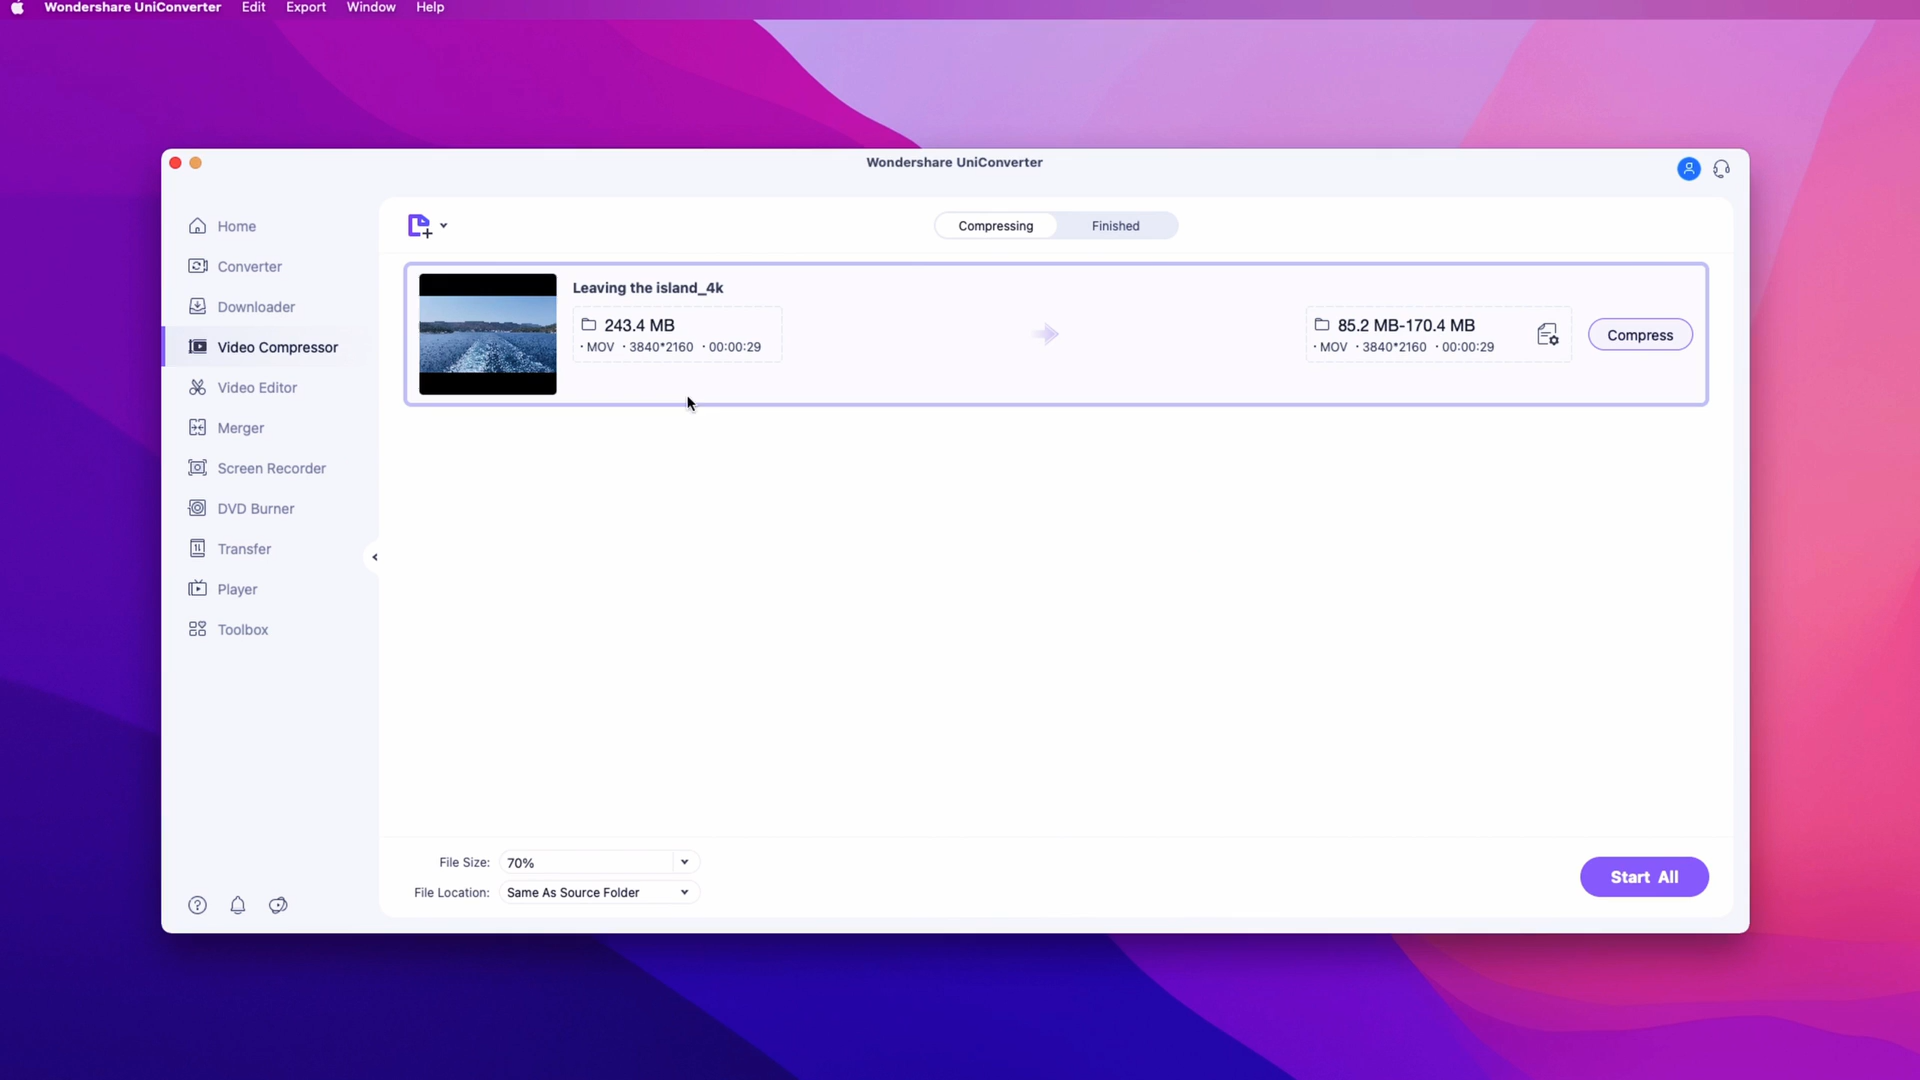 Wondershare UniConverter Edit Export Window Help
Wondershare UniConverter
Home
Converter
Downloader
Video Compressor
Video Editor
Merger
Screen Recorder
DVD Burner
Transfer
Player
Toolbox
Compressing Finished
Leaving the island_4k
243.4 MB
· MOV · 3840*2160 · 00:00:29
85.2 MB-170.4 MB
· MOV · 3840*2160 · 00:00:29
Compress
File Size: 70%
File Location: Same As Source Folder
Start All